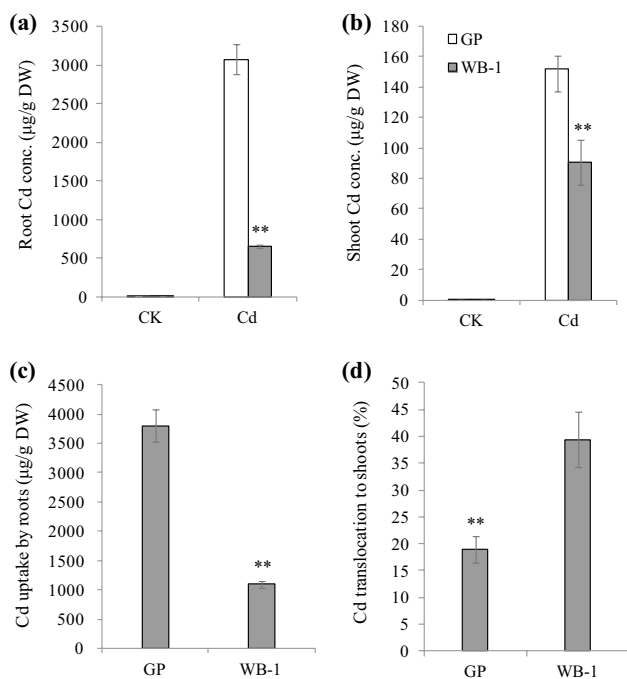 (a)
Root Cd conc. (µg/g DW)
3500
3000
2500
2000
1500
1000
500
0
**
CK
Cd
(b)
Shoot Cd conc. (µg/g DW)
180
160
140
120
100
80
60
40
20
0
GP
WB-1
**
CK
Cd
(c)
Cd uptake by roots (µg/g DW)
4500
4000
3500
3000
2500
2000
1500
1000
500
0
**
GP
WB-1
(d)
Cd translocation to shoots (%)
50
45
40
35
30
25
20
15
10
5
0
**
GP
WB-1